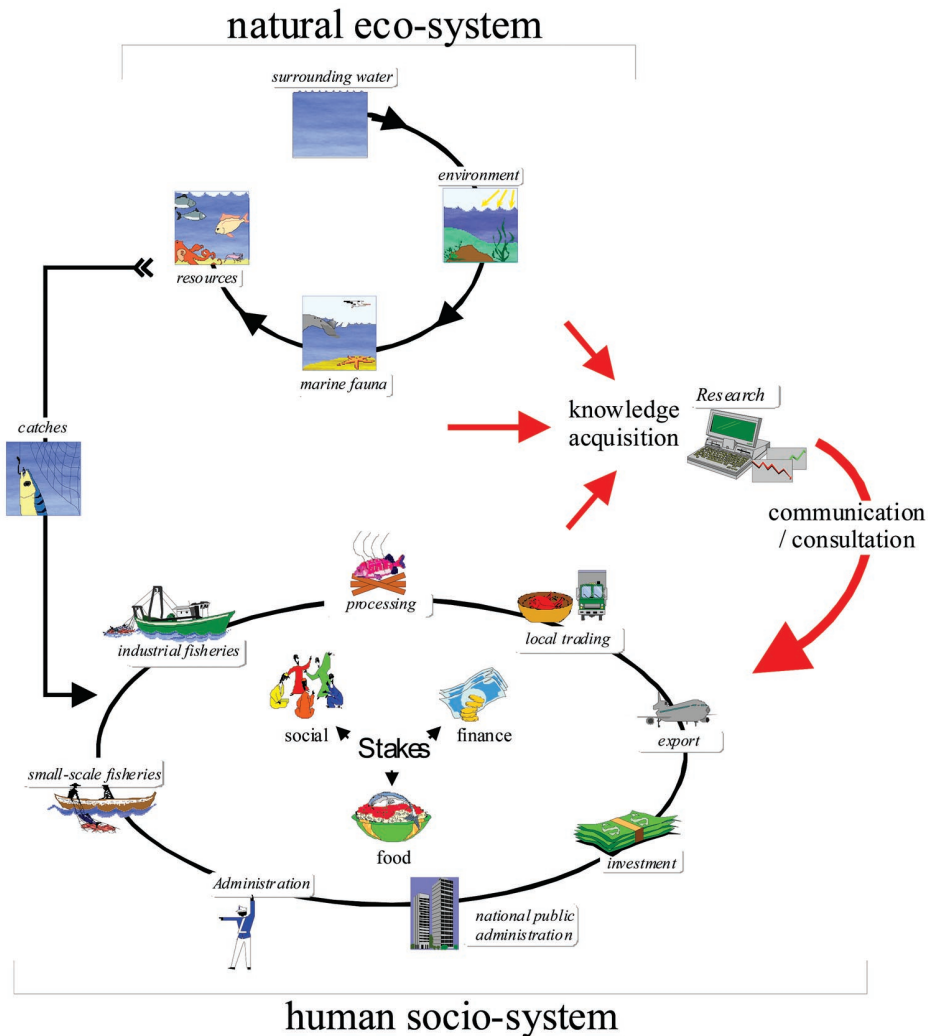 natural eco-system
surrounding water
environment
resources
marine fauna
catches
knowledge
acquisition
Research
communication
/ consultation
processing
industrial fisheries
local trading
social
Stakes
finance
export
small-scale fisheries
food
investment
Administration
national public
administration
human socio-system